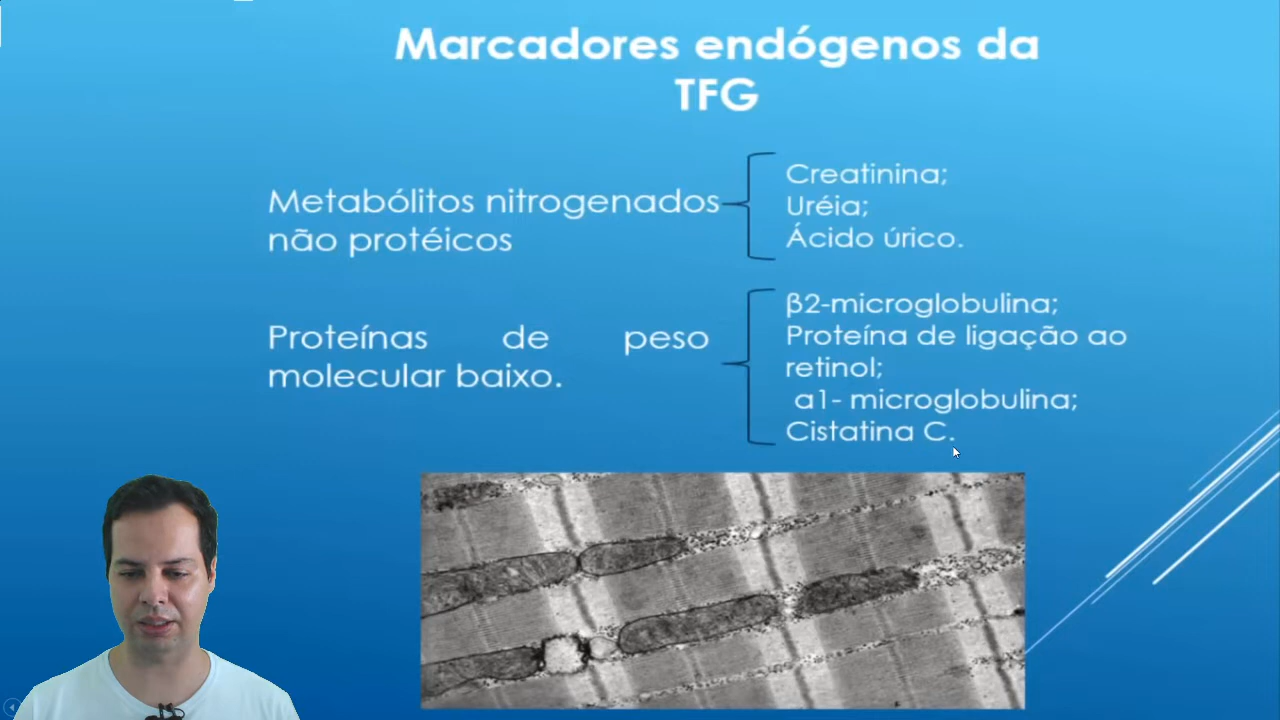 Marcadores endógenos da
TFG
Metabólitos nitrogenados
não protéicos
Creatinina;
Uréia;
Ácido úrico.
Proteínas de peso
molecular baixo.
β2-microglobulina;
Proteína de ligação ao
retinol;
α1- microglobulina;
Cistatina C.